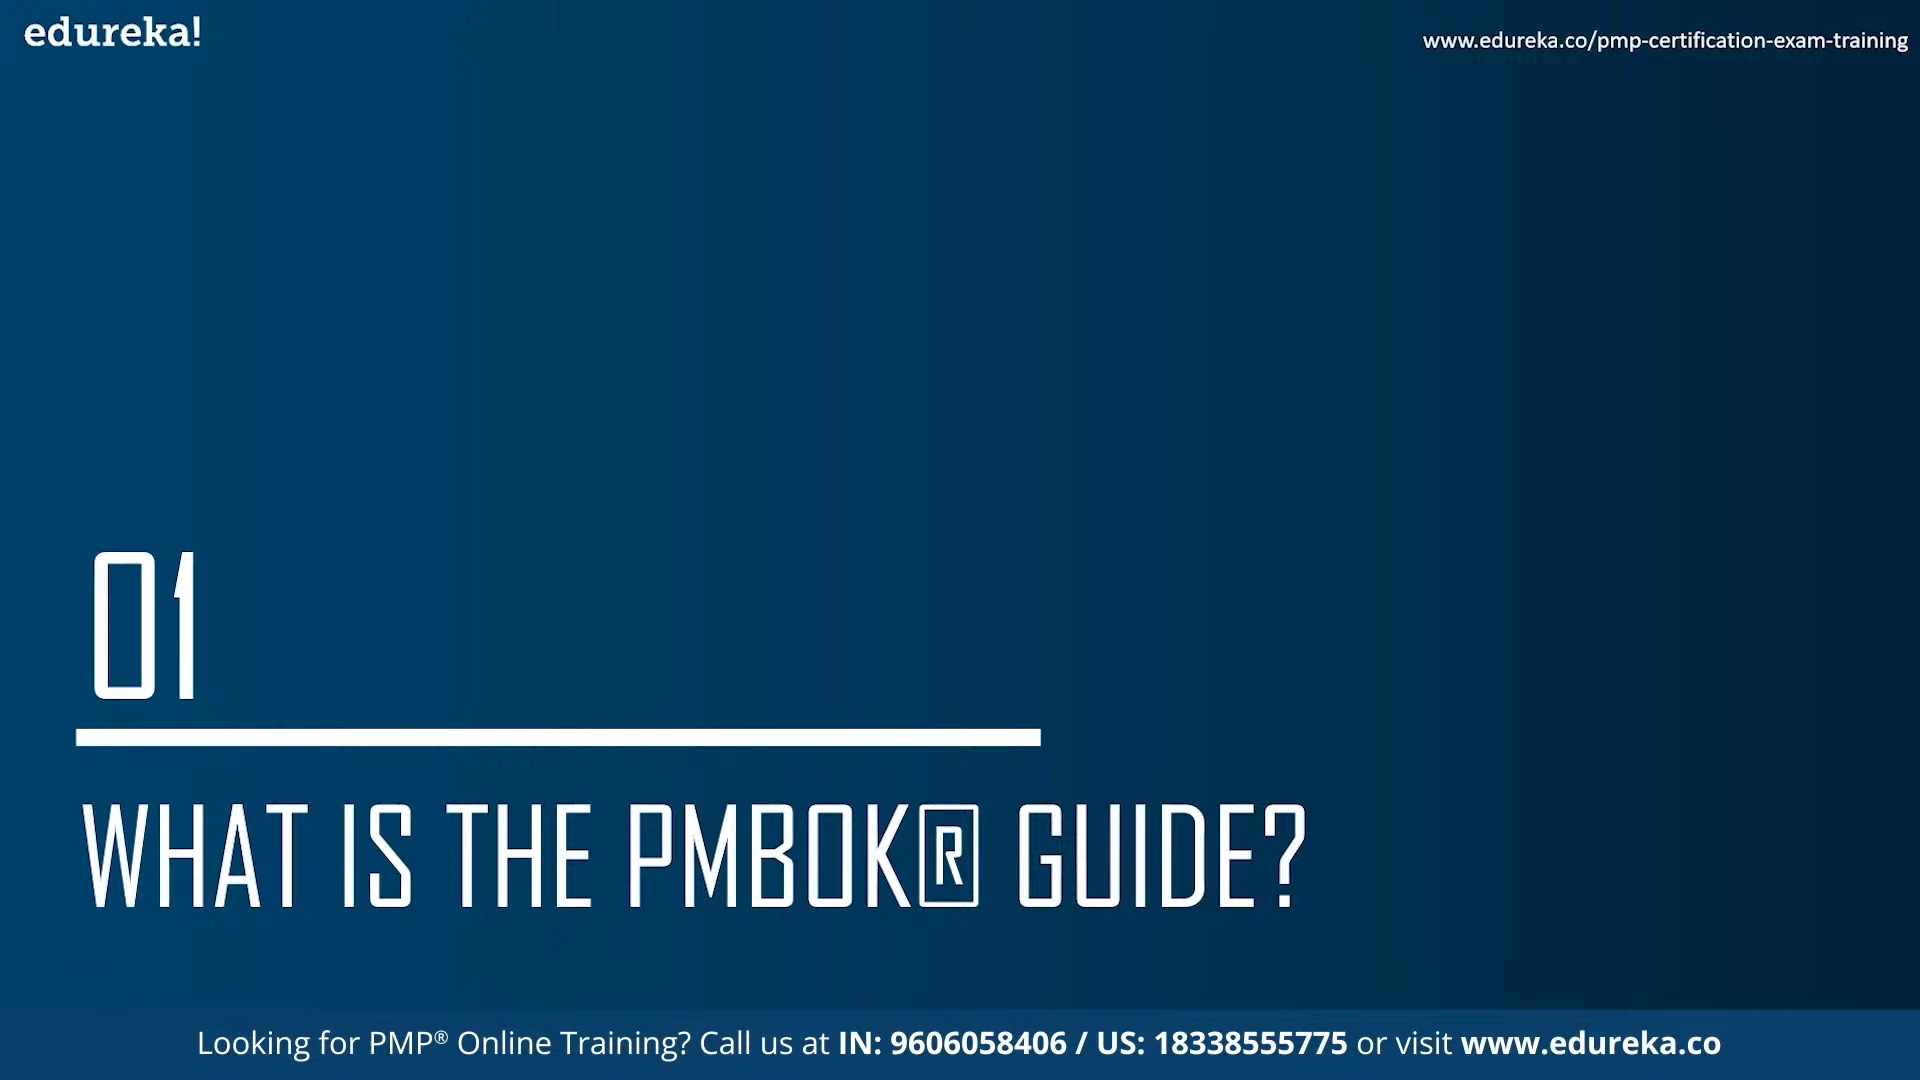 edureka!
www.edureka.co/pmp-certification-exam-training
01
WHAT IS THE PMBOK® GUIDE?
Looking for PMP® Online Training? Call us at IN: 9606058406 / US: 18338555775 or visit www.edureka.co